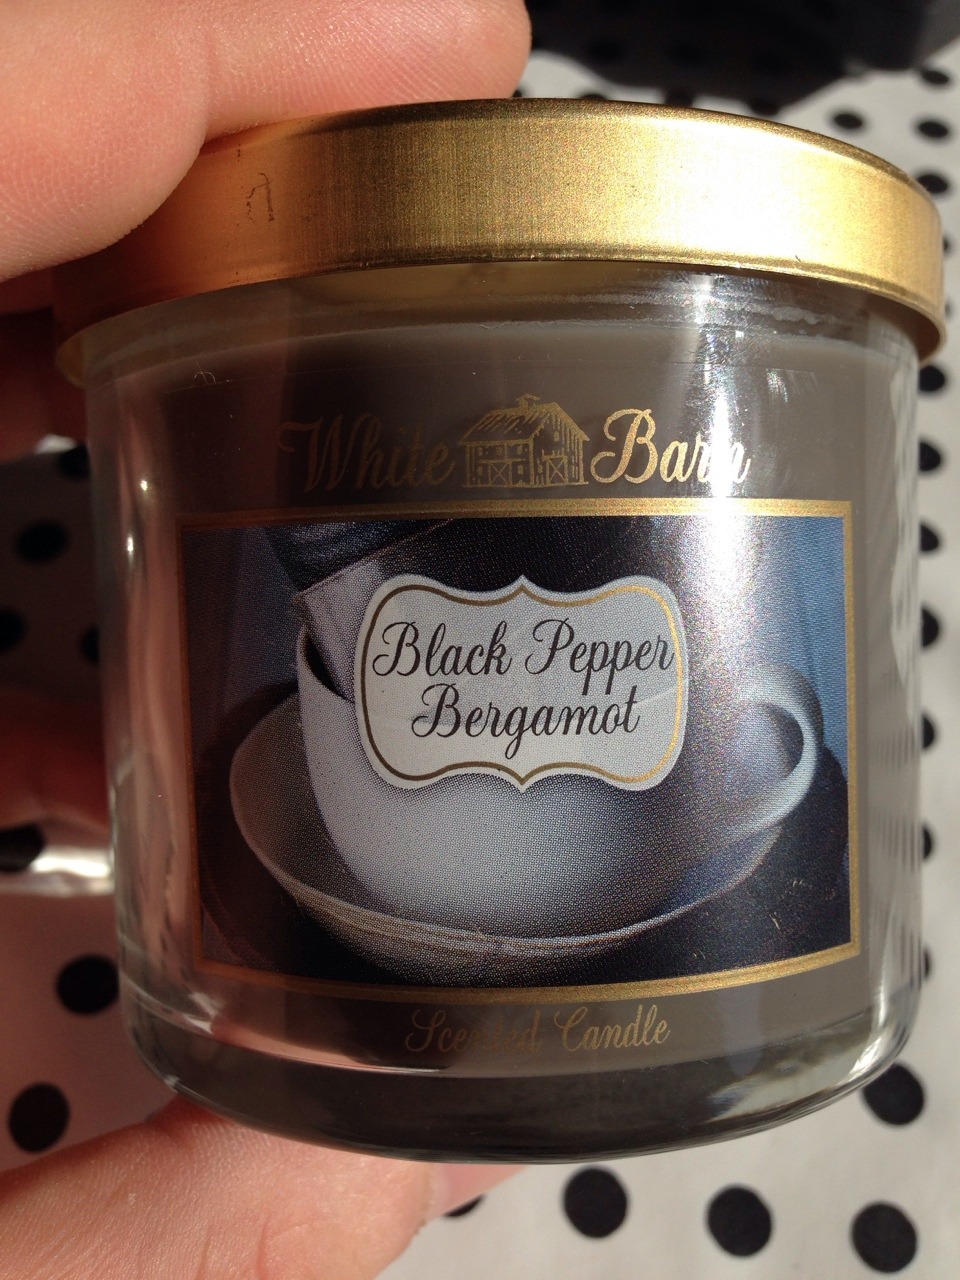 White Barn
Black Pepper
Bergamot
Scented Candle